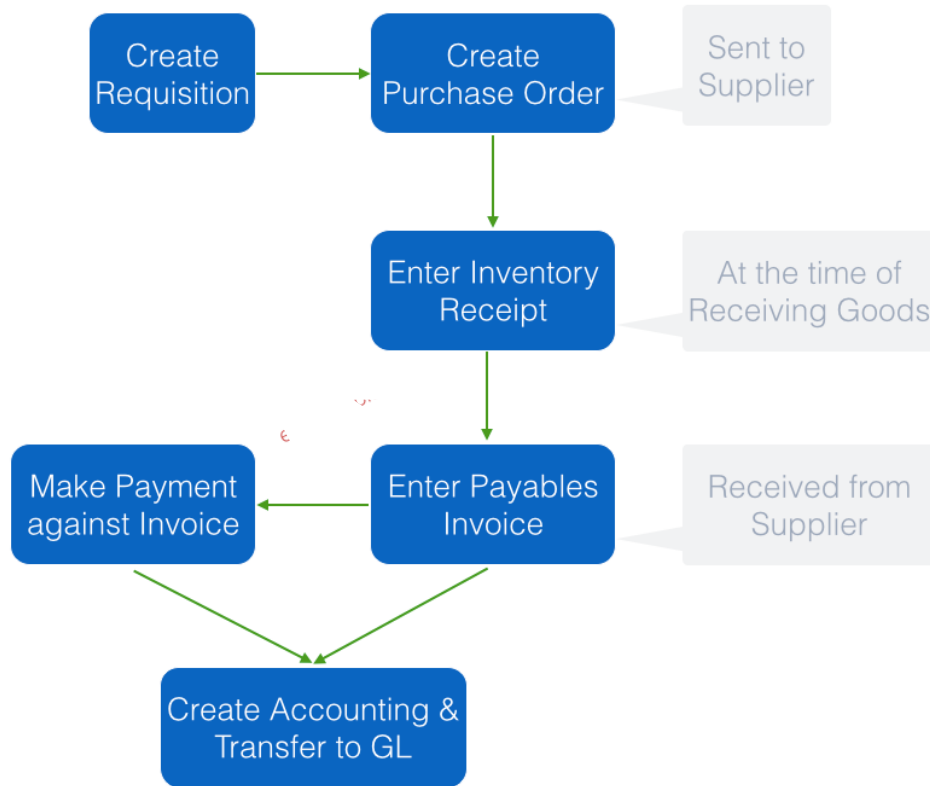 Create
Requisition
Create
Purchase Order
Sent to
Supplier
Enter Inventory
Receipt
At the time of
Receiving Goods
Make Payment
against Invoice
Enter Payables
Invoice
Received from
Supplier
Create Accounting &
Transfer to GL